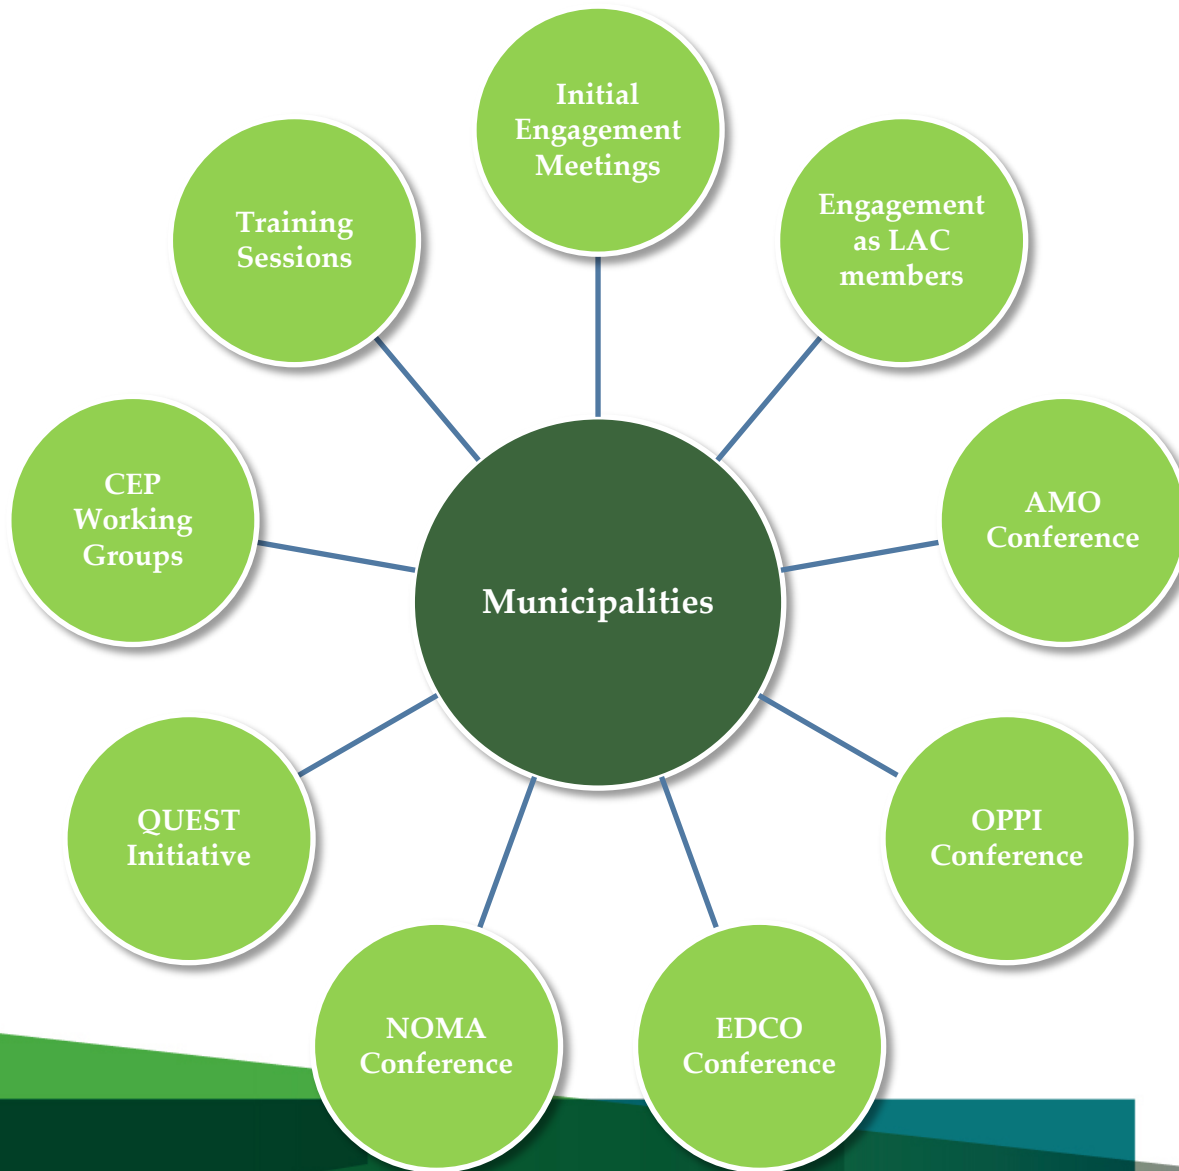 Initial
Engagement
Meetings
Engagement
as LAC
members
AMO
Conference
OPPI
Conference
EDCO
Conference
NOMA
Conference
QUEST
Initiative
CEP
Working
Groups
Training
Sessions
Municipalities